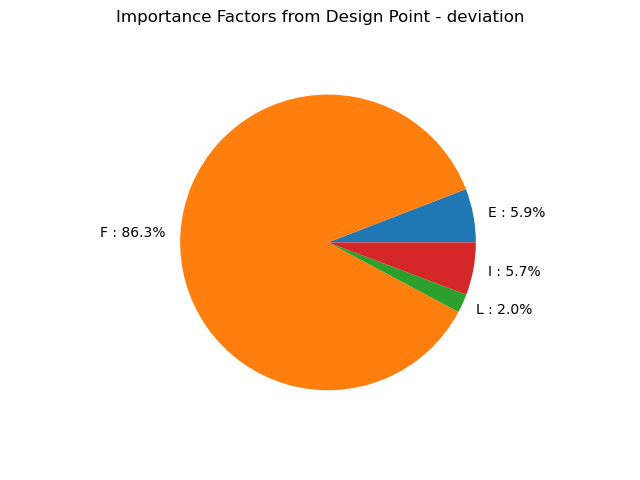 Importance Factors from Design Point - deviation
E : 5.9%
F : 86.3%
I : 5.7%
L : 2.0%